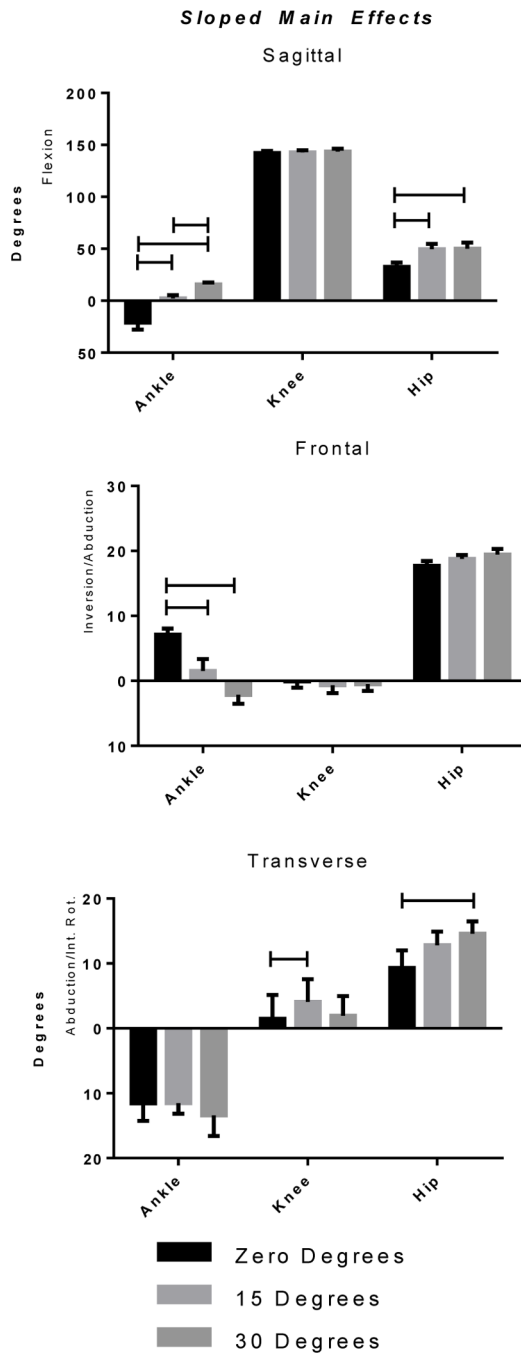 Sloped Main Effects
Sagittal
Degrees
Flexion
200
150
100
50
0
50
Ankle
Knee
Hip
Frontal
Inversion/Abduction
30
20
10
0
10
Ankle
Knee
Hip
Transverse
Degrees
Abduction/Int. Rot.
20
10
0
10
20
Ankle
Knee
Hip
Zero Degrees
15 Degrees
30 Degrees